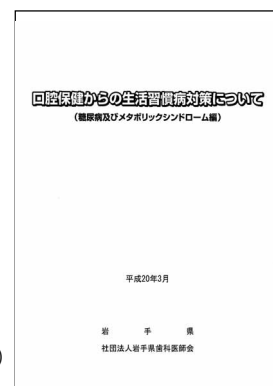 口腔保健からの生活習慣病対策について
（糖尿病及びメタボリックシンドローム編）
平成20年3月
岩 手 県
社団法人岩手県歯科医師会
)